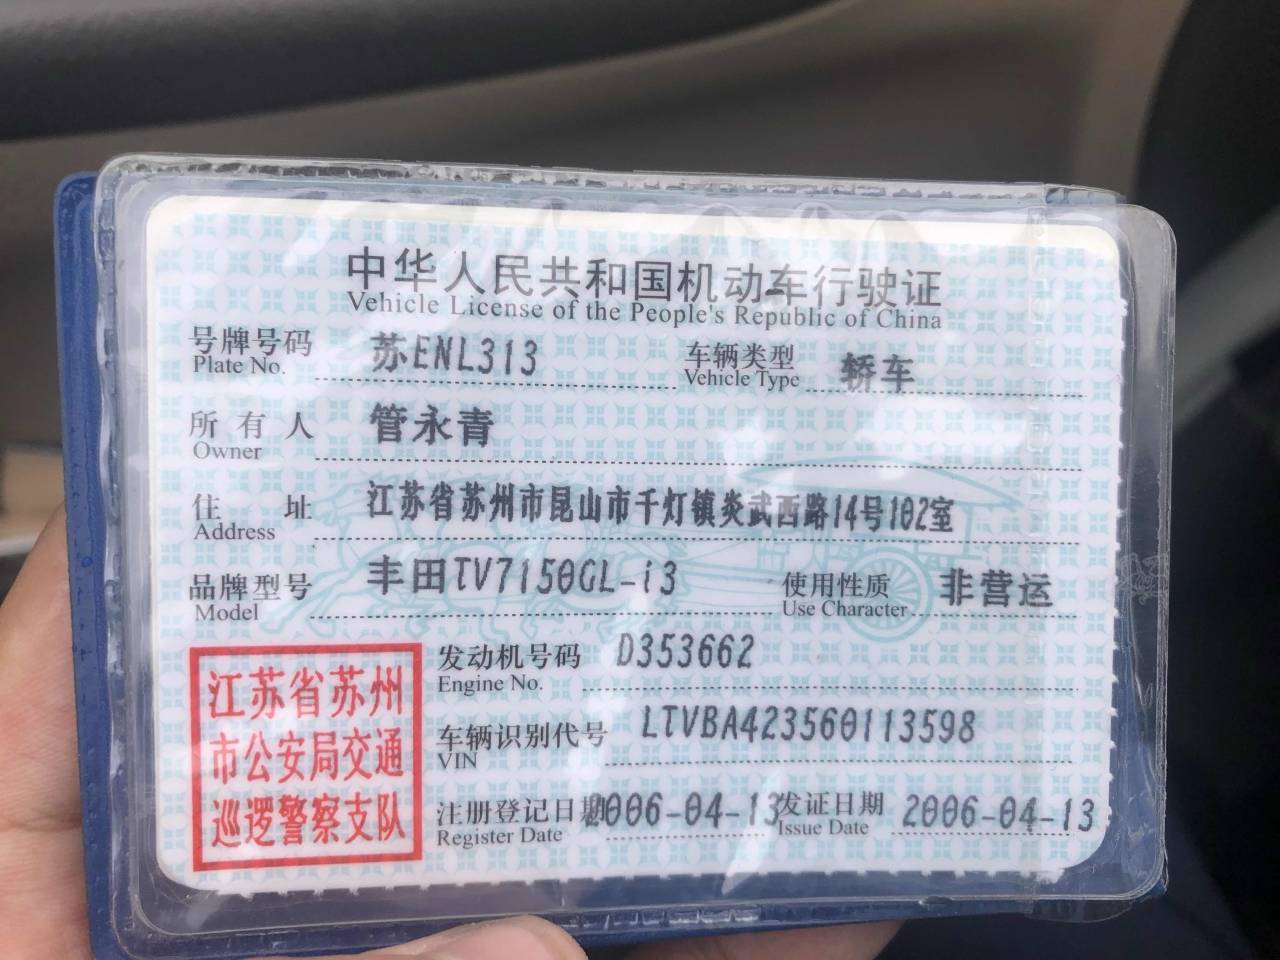 中华人民共和国机动车行驶证
Vehicle License of the People's Republic of China
号牌号码 苏ENL313 车辆类型 轿车
Plate No. Vehicle Type
所有人 管永青
Owner
住址 江苏省苏州市昆山市千灯镇炎武西路14号102室
Address
品牌型号 丰田TV7150GL-i3 使用性质 非营运
Model Use Character
发动机号码 D353662
Engine No.
车辆识别代号 LTVBA423560113598
VIN
注册登记日期 2006-04-13 发证日期 2006-04-13
Register Date Issue Date
江苏省苏州
市公安局交通
巡逻警察支队